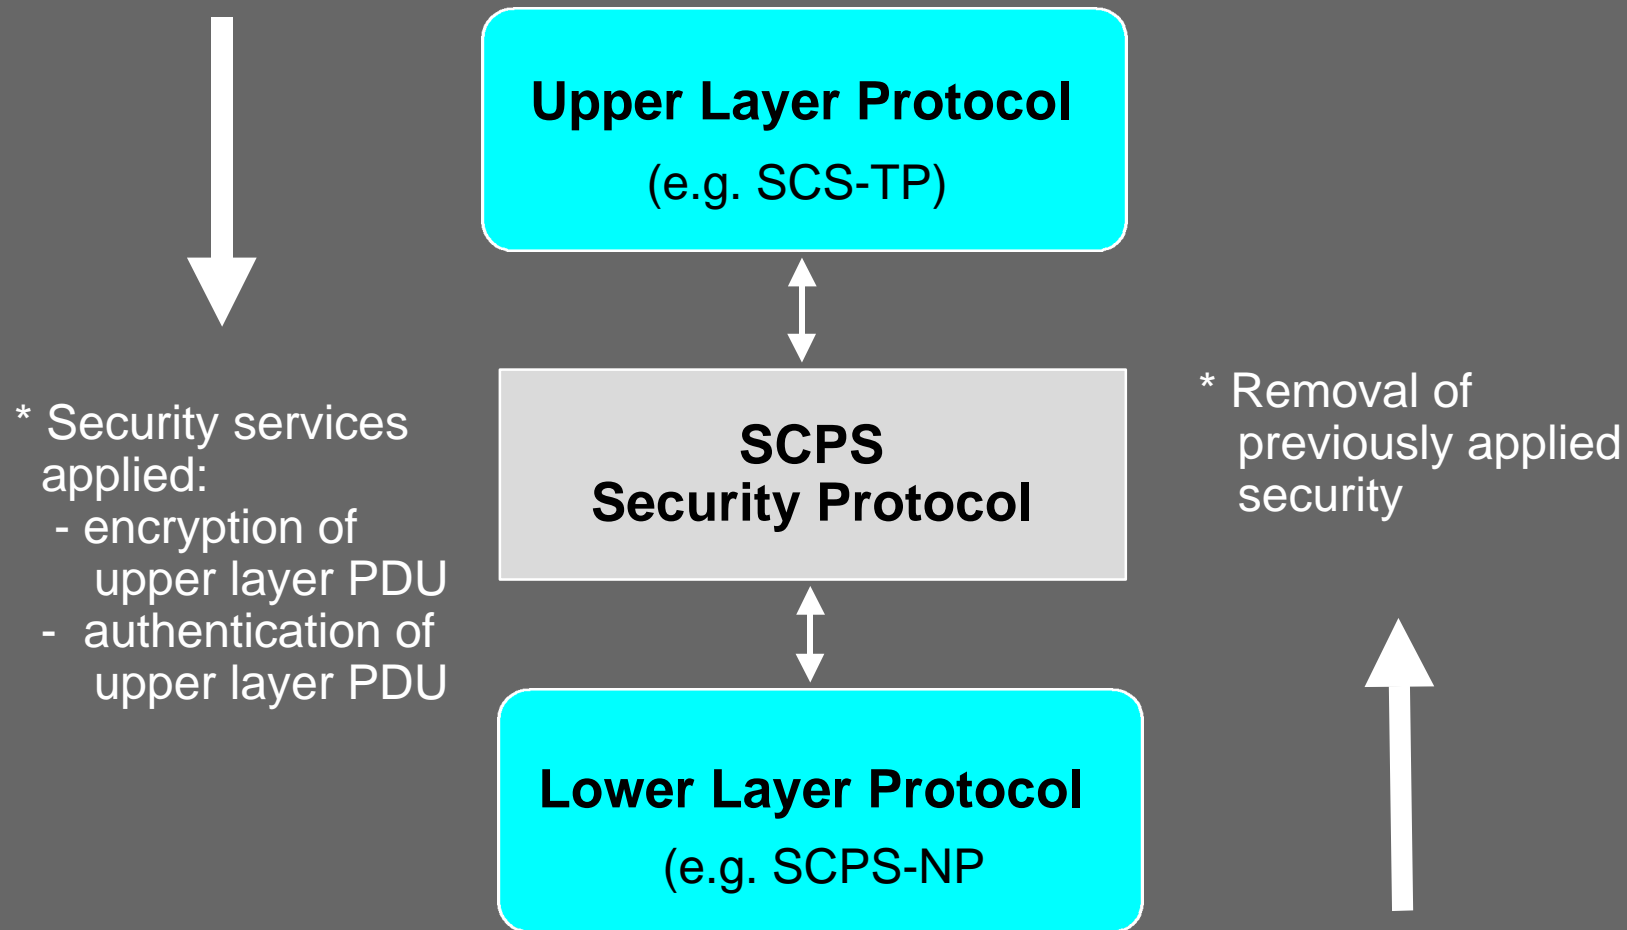 Upper Layer Protocol
(e.g. SCS-TP)
* Security services
applied:
- encryption of
upper layer PDU
- authentication of
upper layer PDU
SCPS
Security Protocol
* Removal of
previously applied
security
Lower Layer Protocol
(e.g. SCPS-NP